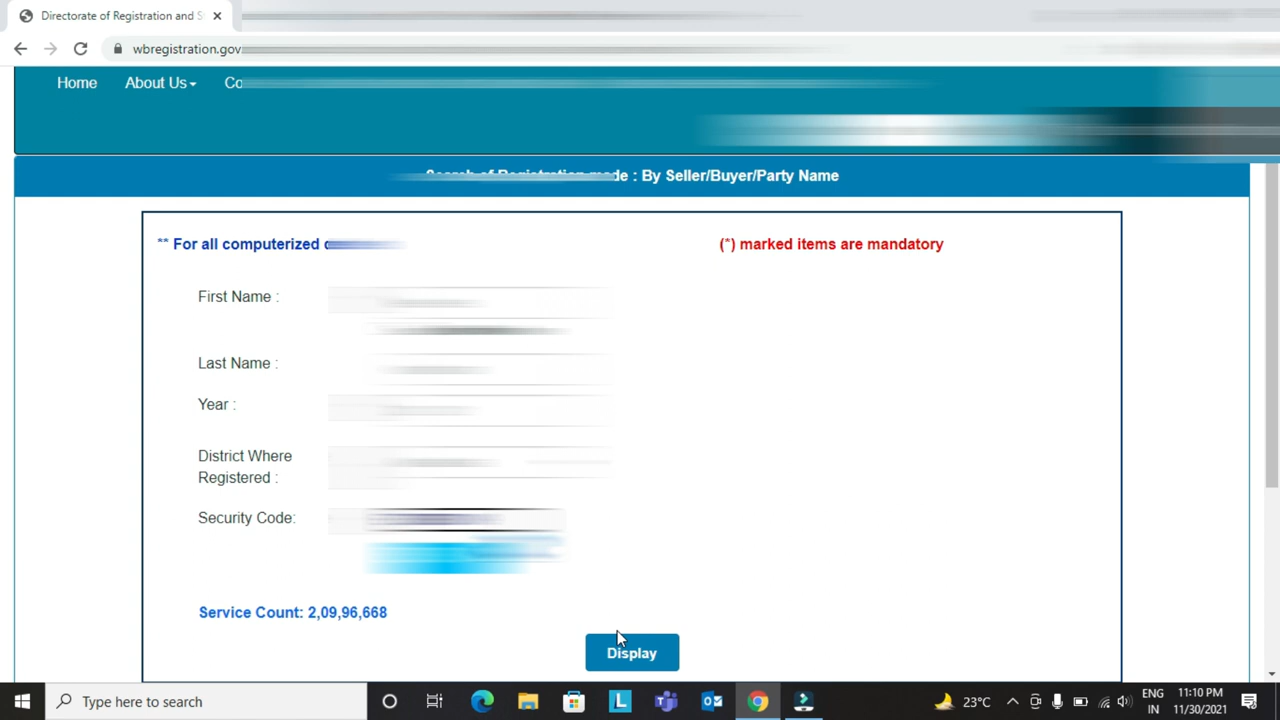 Directorate of Registration and S
wbregistration.gov
Home About Us
: By Seller/Buyer/Party Name
** For all computerized
(*) marked items are mandatory
First Name :
Last Name :
Year :
District Where
Registered :
Security Code:
Service Count: 2,09,96,668
Display
Type here to search
L
23°C
ENG
IN
11:10 PM
11/30/2021